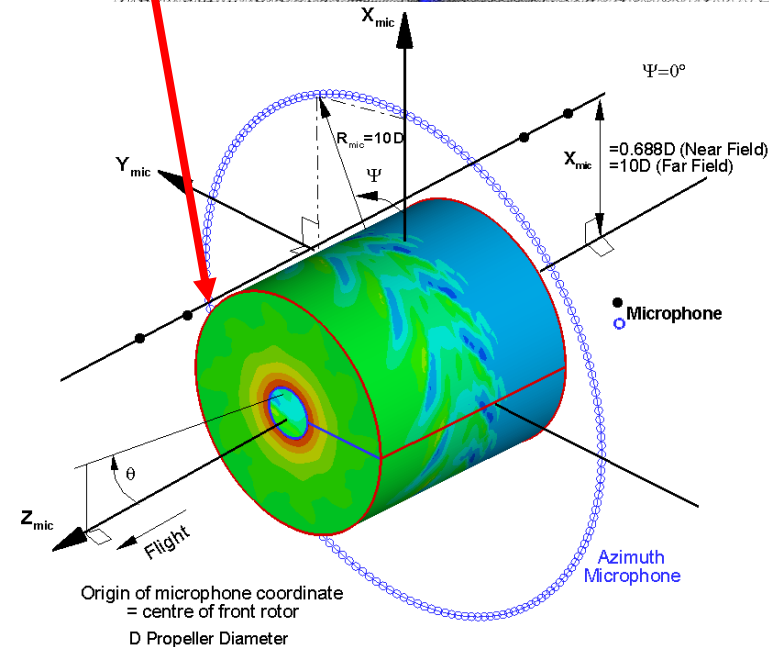 Xmic
Ψ=0°
Rmic=10D
Xmic
=0.688D (Near Field)
=10D (Far Field)
Ymic
Ψ
Microphone
θ
Zmic
Flight
Azimuth
Microphone
Origin of microphone coordinate
= centre of front rotor
D Propeller Diameter